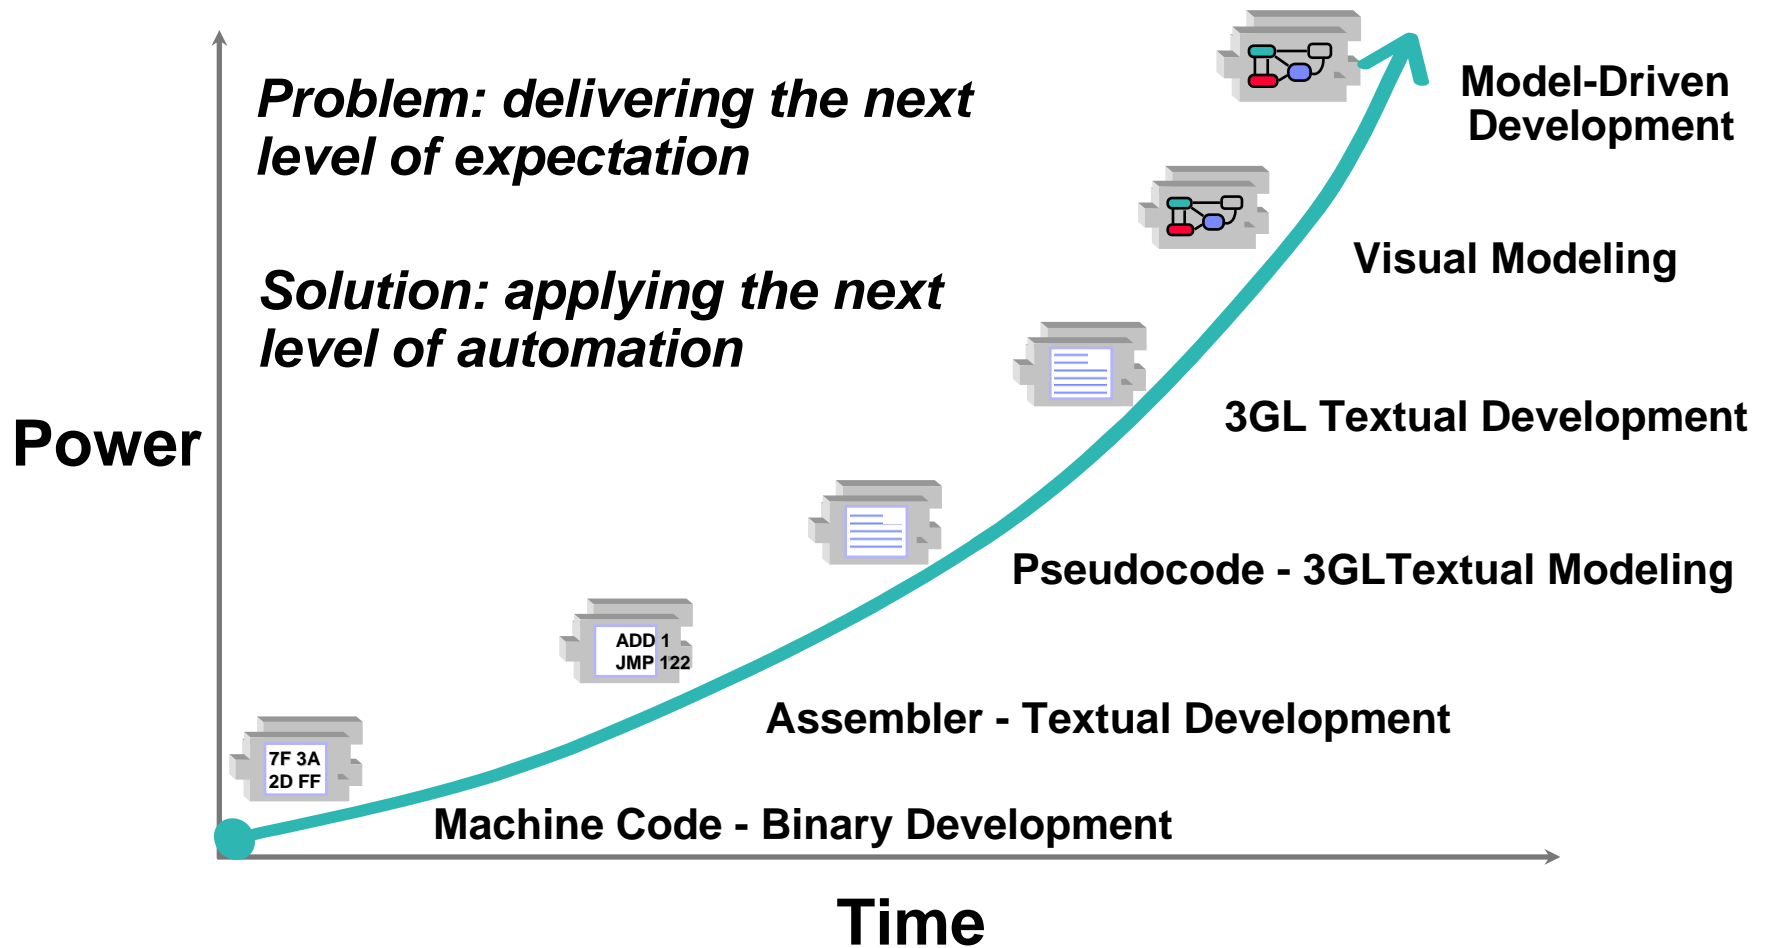 Problem: delivering the next
level of expectation
Solution: applying the next
level of automation
Model-Driven
Development
Visual Modeling
3GL Textual Development
Power
Pseudocode - 3GLTextual Modeling
ADD 1
JMP 122
Assembler - Textual Development
7F 3A
2D FF
Machine Code - Binary Development
Time